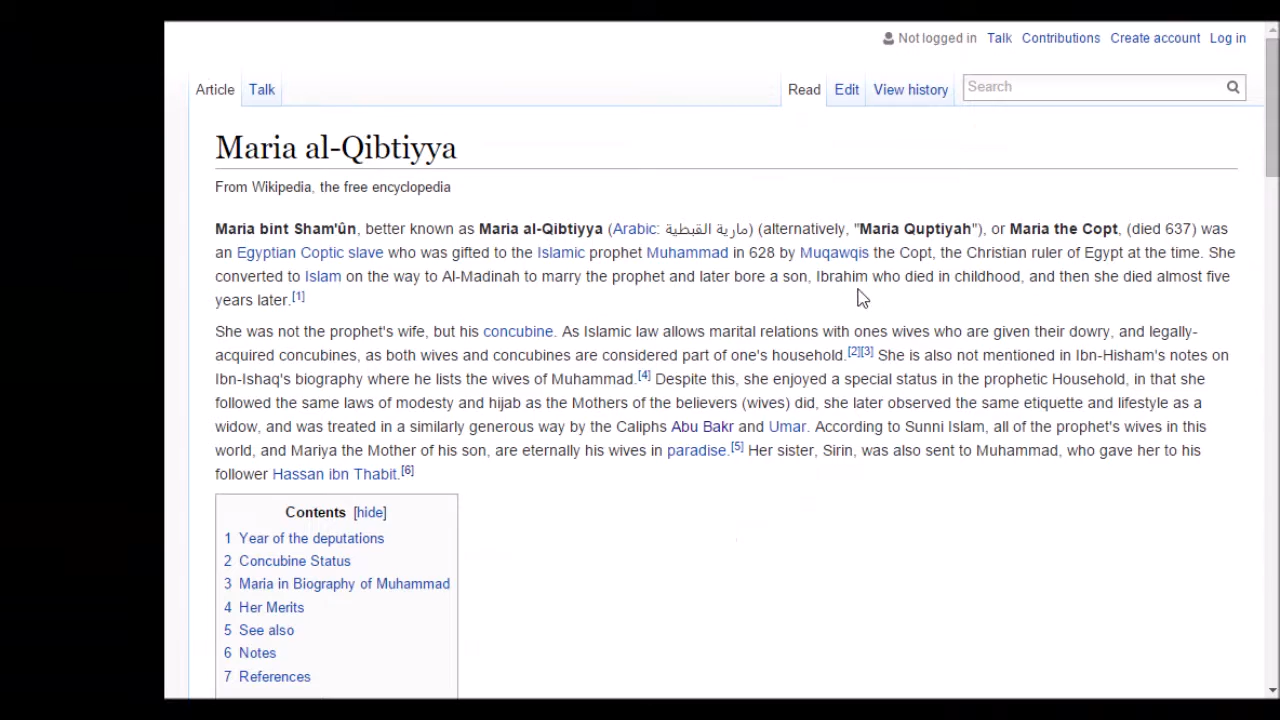 Not logged in Talk Contributions Create account Log in
Article Talk Read Edit View history Search
Maria al-Qibtiyya
From Wikipedia, the free encyclopedia
Maria bint Sham'ûn, better known as Maria al-Qibtiyya (Arabic: مارية القبطية) (alternatively, "Maria Quptiyah"), or Maria the Copt, (died 637) was
an Egyptian Coptic slave who was gifted to the Islamic prophet Muhammad in 628 by Muqawqis the Copt, the Christian ruler of Egypt at the time. She
converted to Islam on the way to Al-Madinah to marry the prophet and later bore a son, Ibrahim who died in childhood, and then she died almost five
years later.[1]
She was not the prophet's wife, but his concubine. As Islamic law allows marital relations with ones wives who are given their dowry, and legally-
acquired concubines, as both wives and concubines are considered part of one's household.[2][3] She is also not mentioned in Ibn-Hisham's notes on
Ibn-Ishaq's biography where he lists the wives of Muhammad.[4] Despite this, she enjoyed a special status in the prophetic Household, in that she
followed the same laws of modesty and hijab as the Mothers of the believers (wives) did, she later observed the same etiquette and lifestyle as a
widow, and was treated in a similarly generous way by the Caliphs Abu Bakr and Umar. According to Sunni Islam, all of the prophet's wives in this
world, and Mariya the Mother of his son, are eternally his wives in paradise.[5] Her sister, Sirin, was also sent to Muhammad, who gave her to his
follower Hassan ibn Thabit.[6]
Contents [hide]
1 Year of the deputations
2 Concubine Status
3 Maria in Biography of Muhammad
4 Her Merits
5 See also
6 Notes
7 References